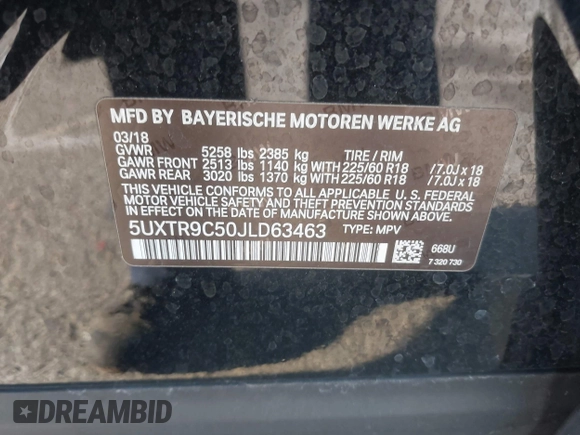 MFD BY BAYERISCHE MOTOREN WERKE AG
03/18
GVWR 5258 lbs 2385 kg TIRE / RIM
GAWR FRONT 2513 lbs 1140 kg WITH 225/60 R18 / 7.0J x 18
GAWR REAR 3020 lbs 1370 kg WITH 225/60 R18 / 7.0J x 18
THIS VEHICLE CONFORMS TO ALL APPLICABLE U. S. FEDERAL
MOTOR VEHICLE SAFETY, BUMPER, AND THEFT PREVENTION STANDARDS
IN EFFECT ON THE DATE OF MANUFACTURE SHOWN ABOVE.
5UXTR9C50JLD63463 TYPE: MPV
668U
7 320 730
DREAMBID